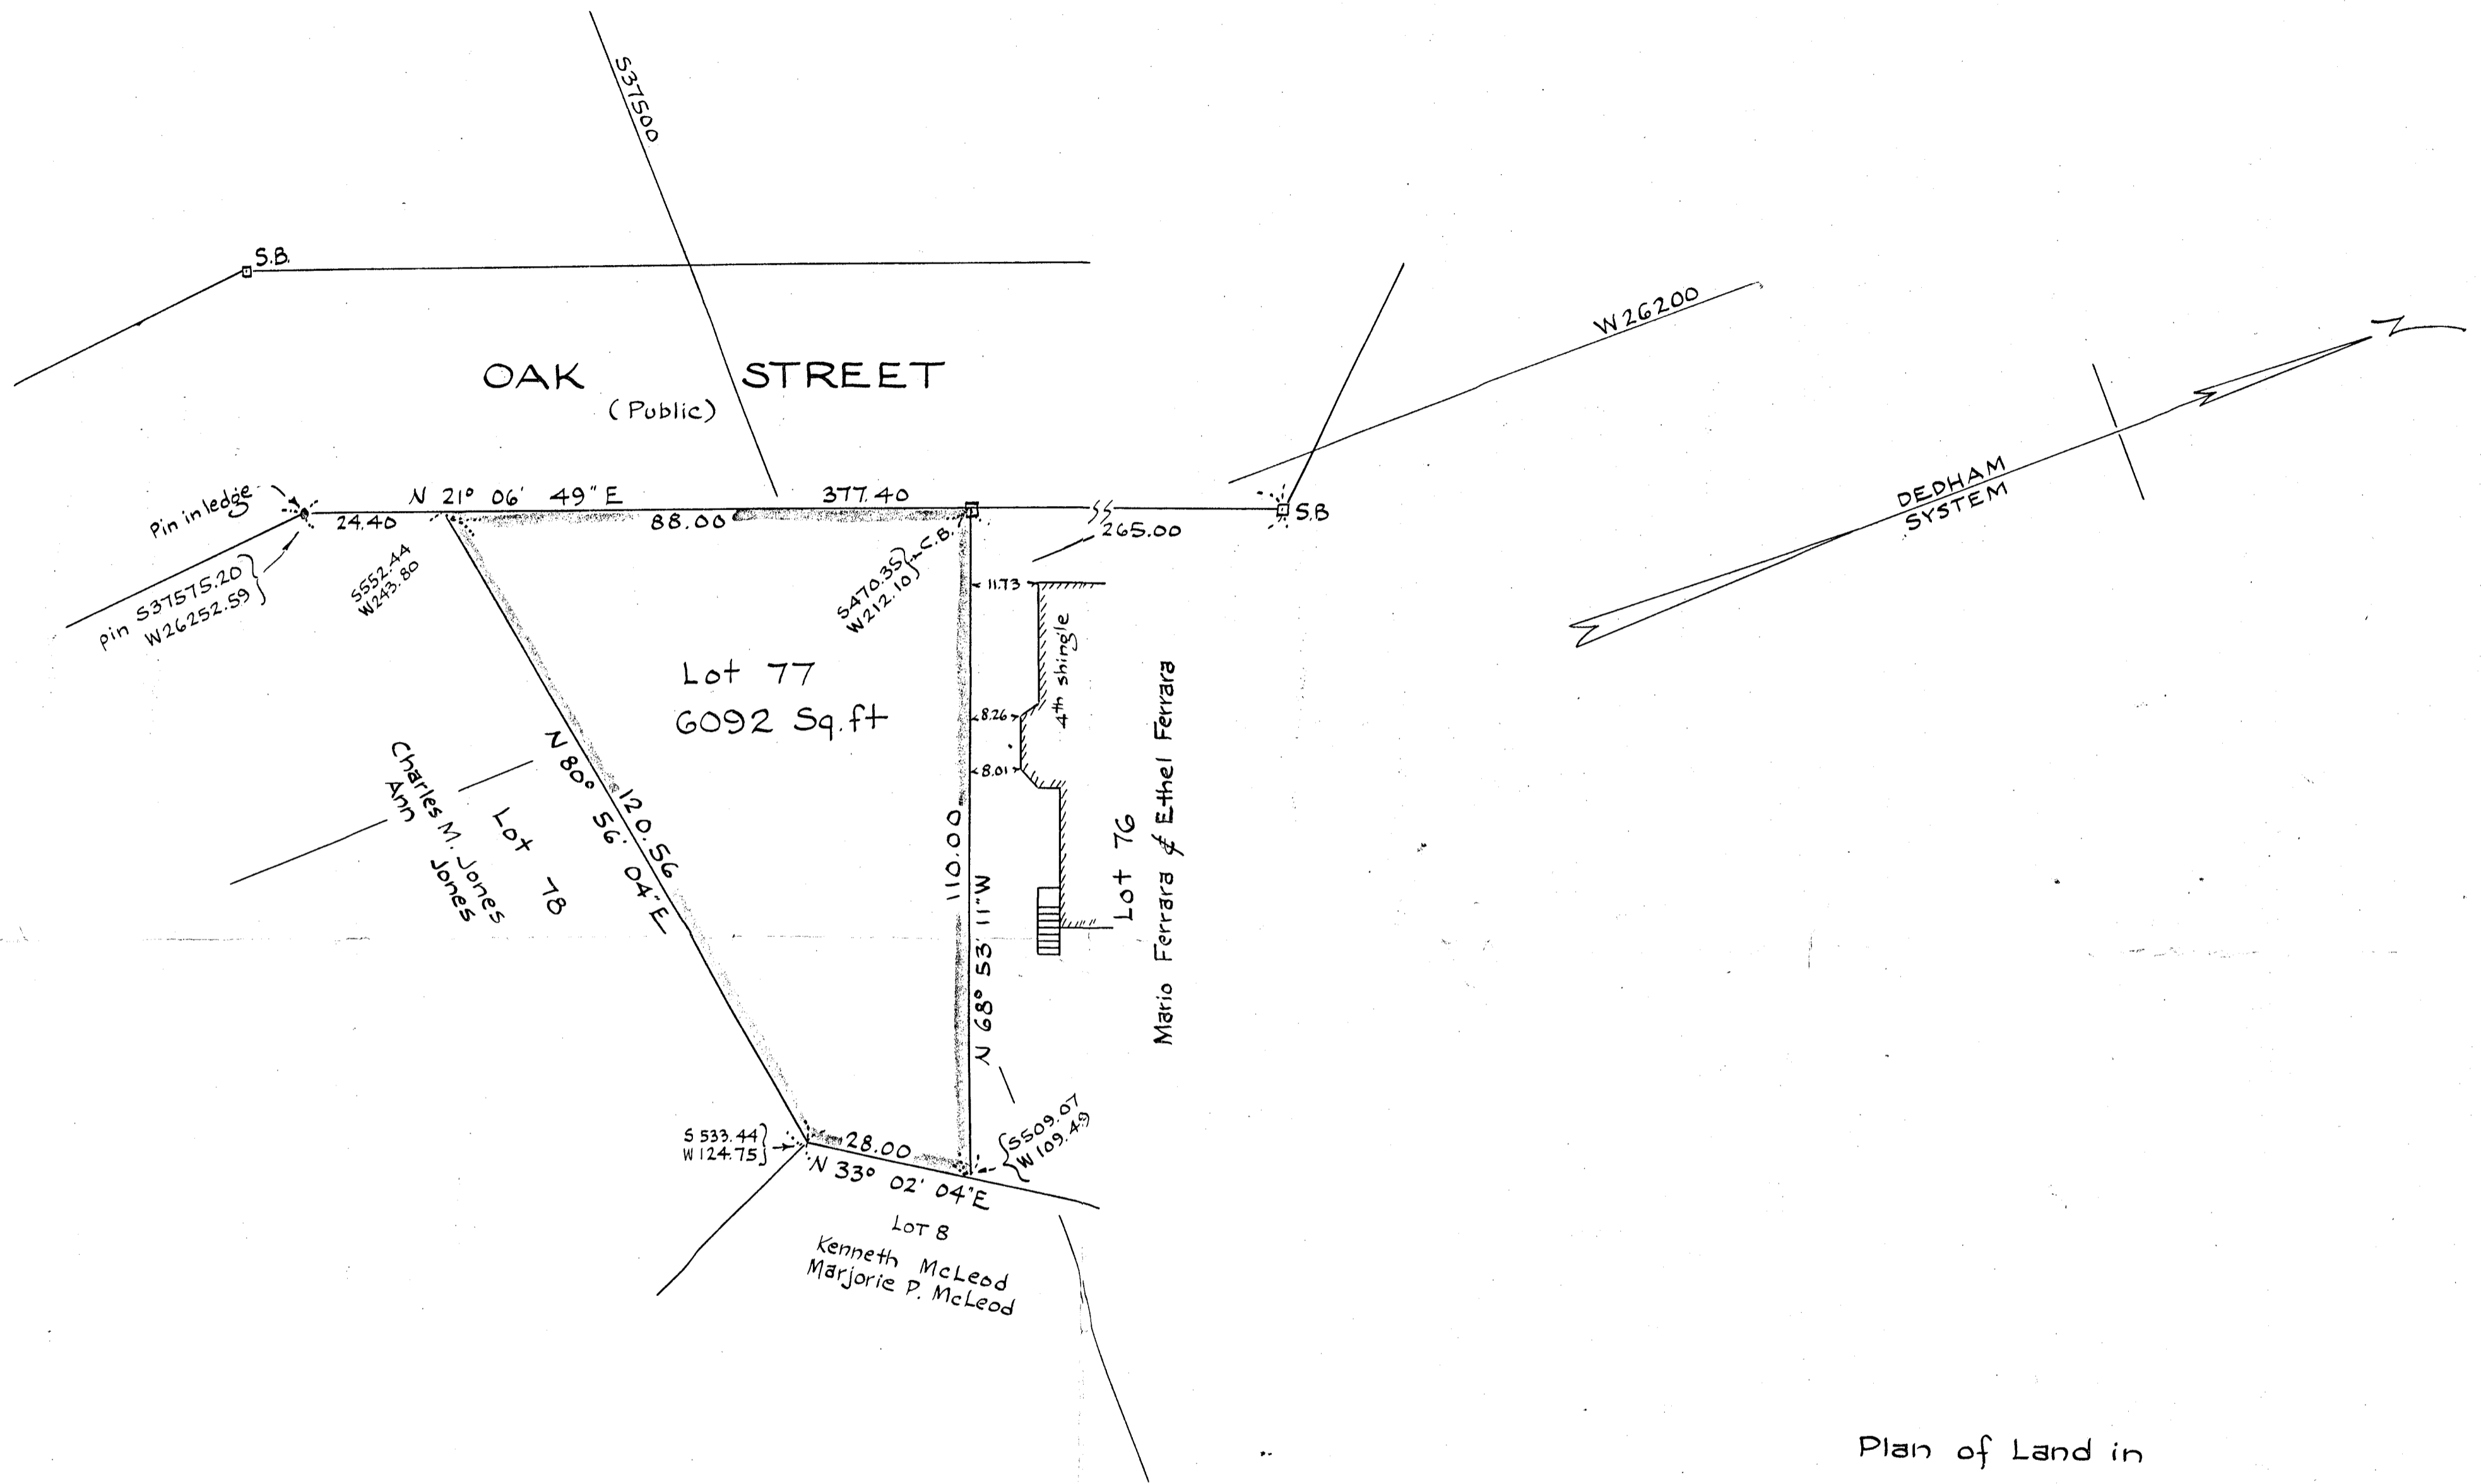 S37500
S.B.
W26200
OAK STREET
(Public)
DEDHAM
SYSTEM
Pin in ledge
N 21° 06' 49" E
377.40
24.40
88.00
265.00
S.B
pin S37575.20
W26252.59
S552.44
W243.80
S470.35
W212.10
C.B.
11.73
4th shingle
8.26
8.01
Lot 77
6092 Sq.ft
N 80° 56' 04" E
120.56
Charles M. Jones
Ann Jones
Lot 78
110.00
N 68° 53' 11" W
Lot 76
Mario Ferrara & Ethel Ferrara
S 533.44
W 124.75
28.00
N 33° 02' 04" E
S509.07
W 109.49
LOT 8
Kenneth McLeod
Marjorie P. McLeod
Plan of Land in